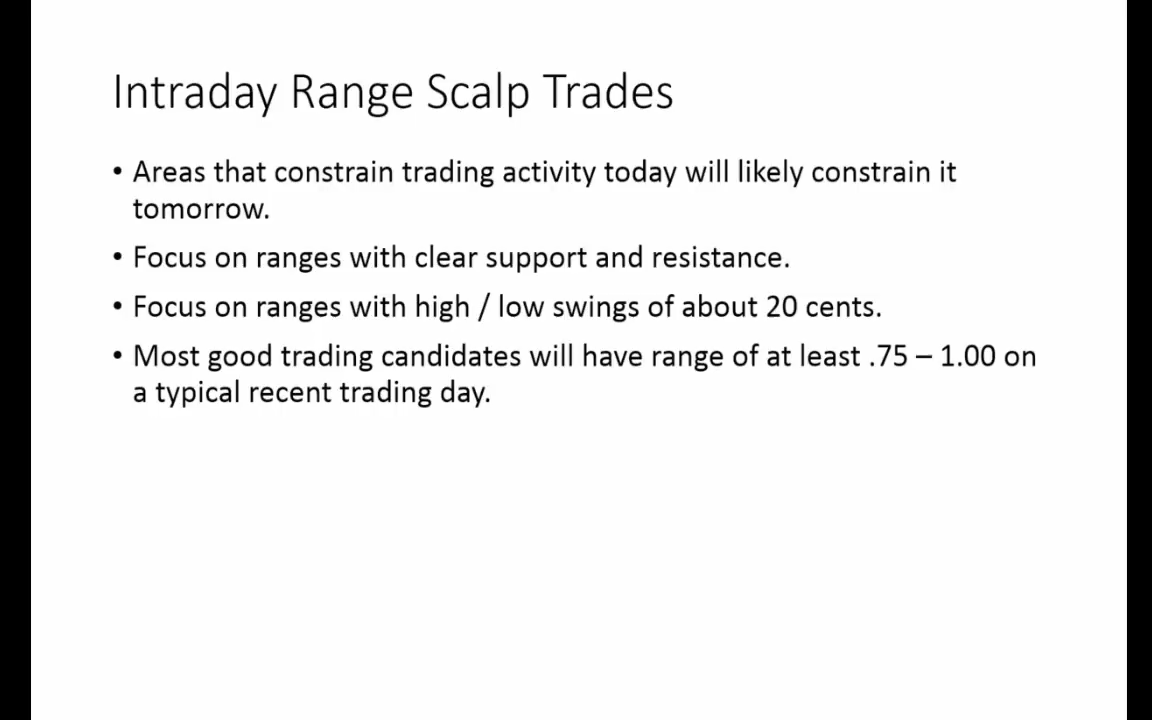 Intraday Range Scalp Trades
• Areas that constrain trading activity today will likely constrain it
tomorrow.
• Focus on ranges with clear support and resistance.
• Focus on ranges with high / low swings of about 20 cents.
• Most good trading candidates will have range of at least .75 – 1.00 on
a typical recent trading day.